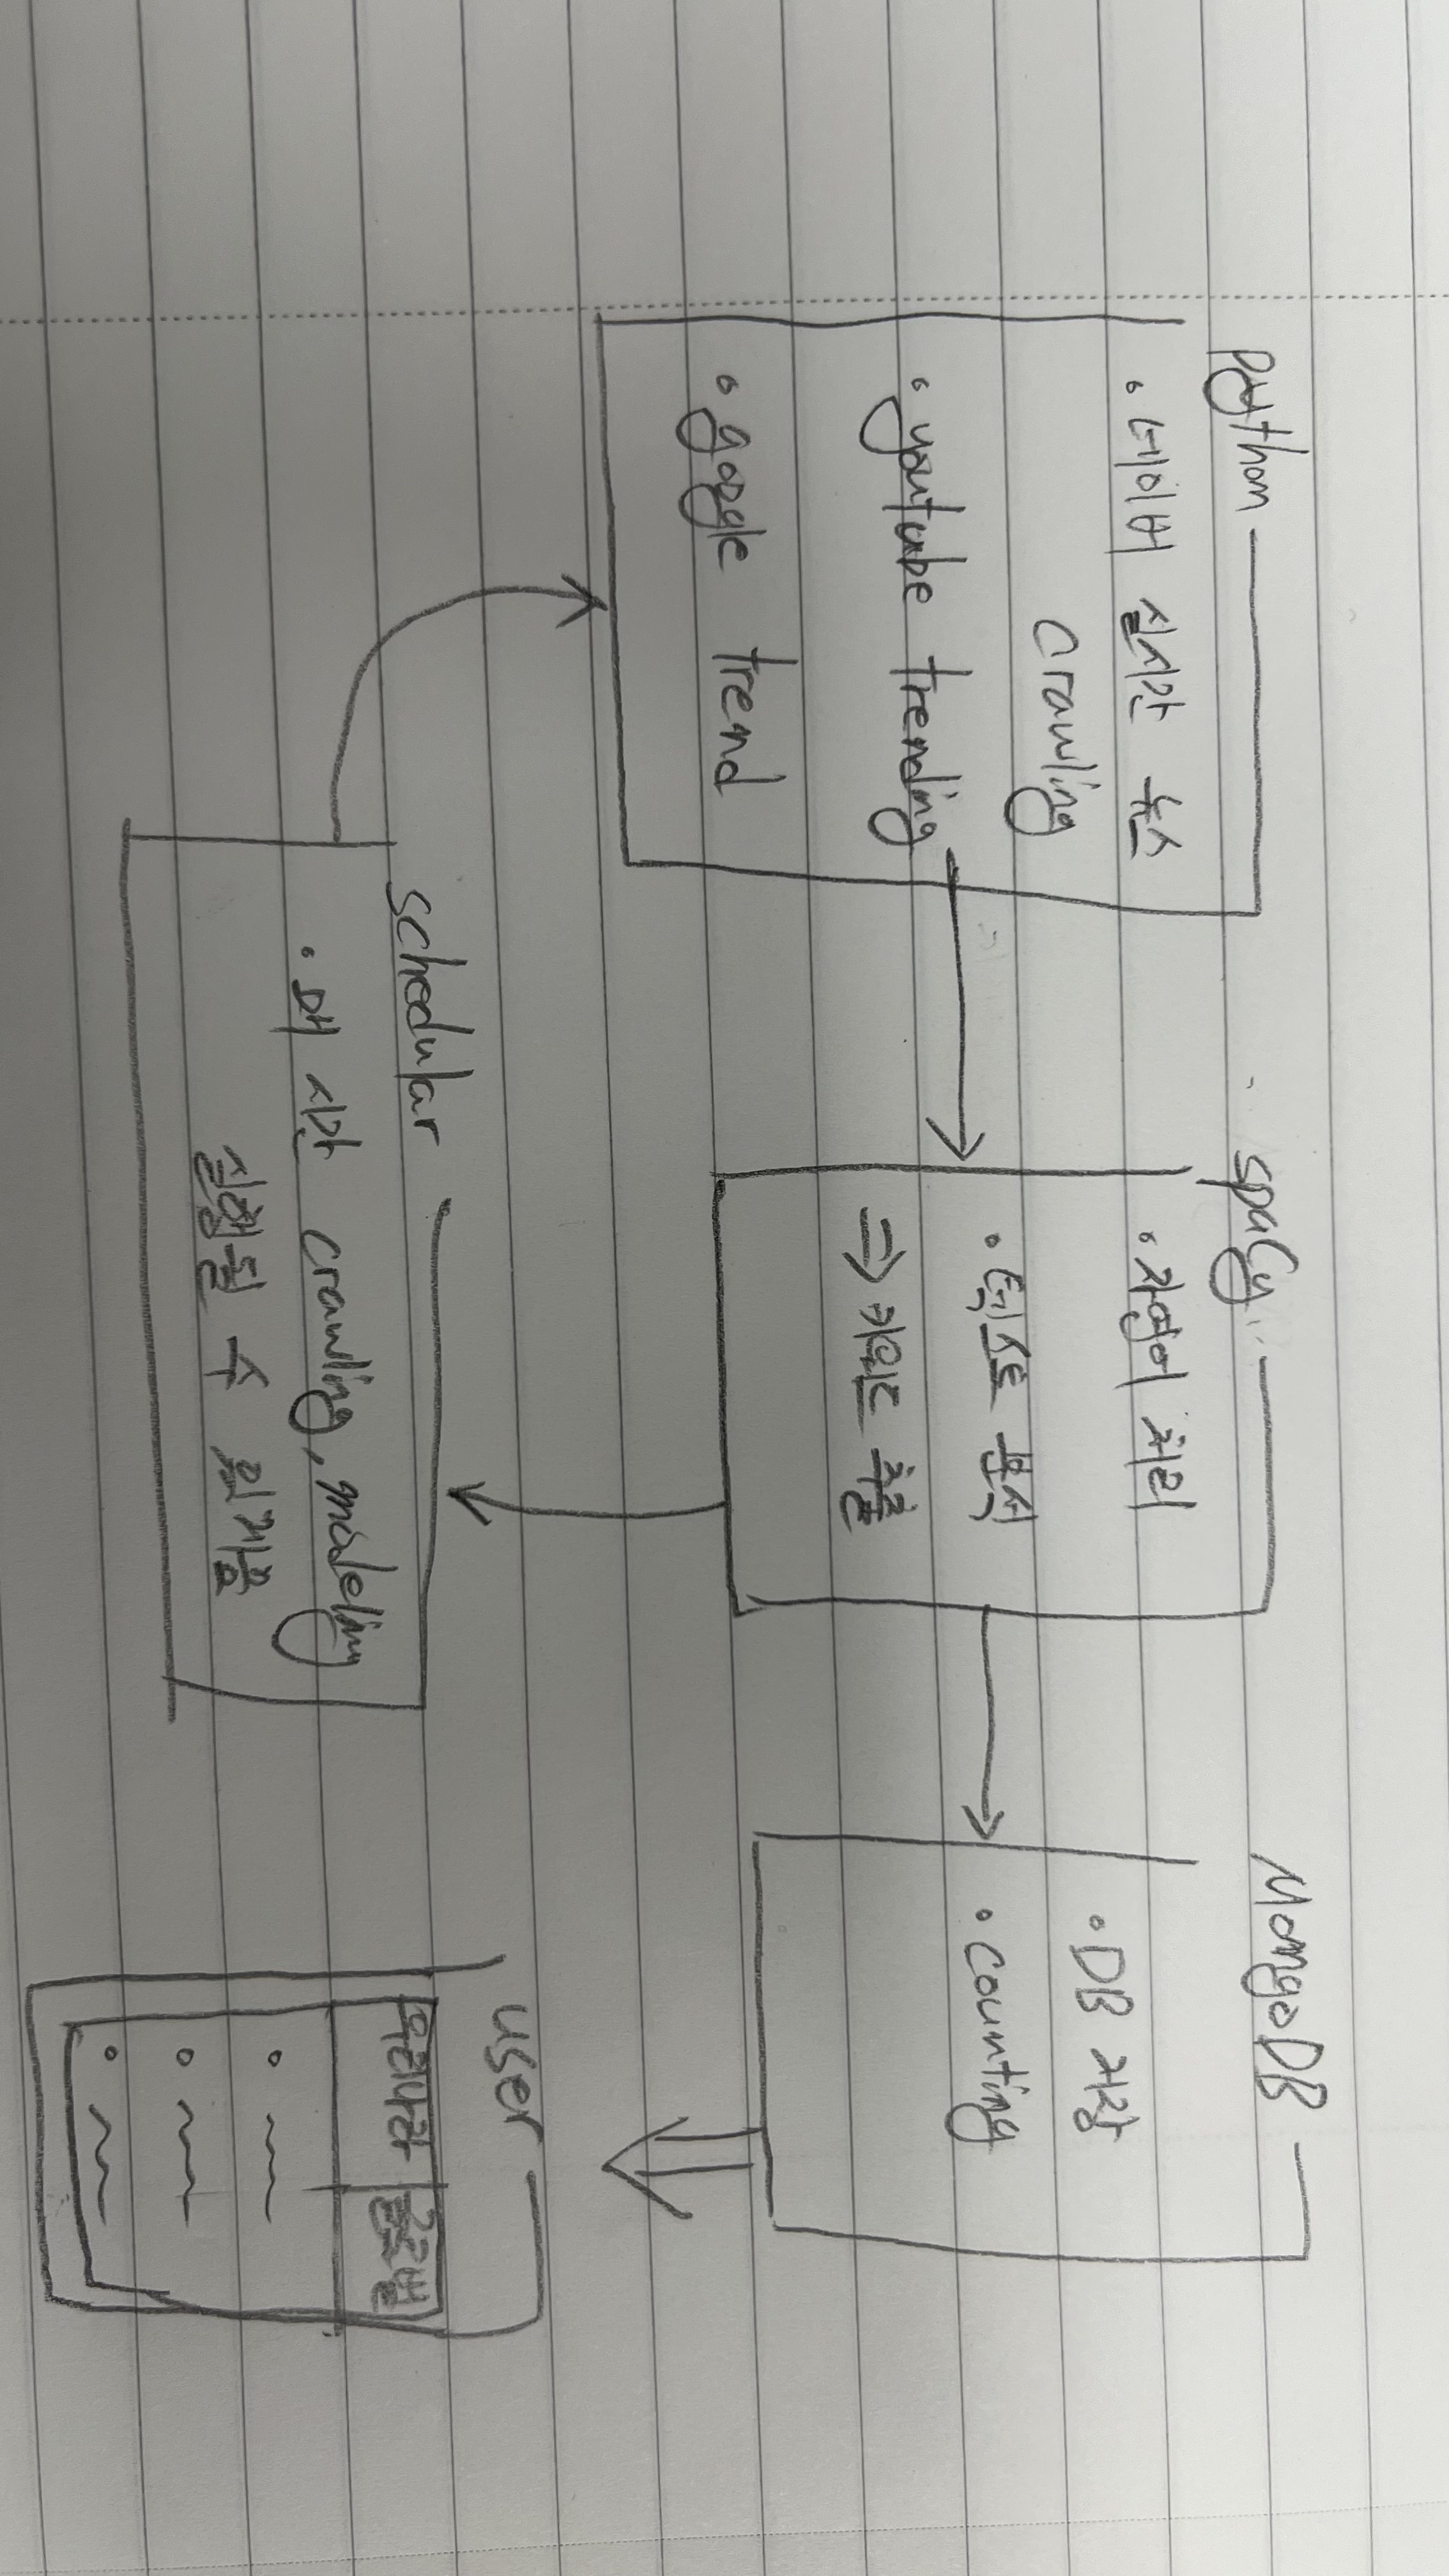 python
• 네이버 실시간 뉴스
crawling
• youtube trending
• google trend
spaCy
• 자연어 처리
• 텍스트 분석
⇒ 키워드 추출
MongoDB
• DB 저장
• counting
schedular
• 매 시간 crawling, modeling
실행될 수 있게끔
user
우리나라 글로벌